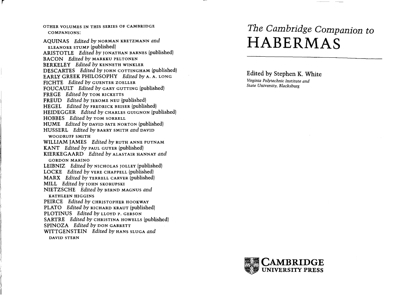 OTHER VOLUMES IN THIS SERIES OF CAMBRIDGE
COMPANIONS:
AQUINAS Edited by NORMAN KRETZMANN and
ELEANORE STUMP (published)
ARISTOTLE Edited by JONATHAN BARNES (published)
BACON Edited by MARKKU PELTONEN
BERKELEY Edited by KENNETH WINKLER
DESCARTES Edited by JOHN COTTINGHAM (published)
EARLY GREEK PHILOSOPHY Edited by A. A. LONG
FICHTE Edited by GUENTER ZOELLER
FOUCAULT Edited by GARY GUTTING (published)
FREGE Edited by TOM RICKETTS
FREUD Edited by JEROME NEU (published)
HEGEL Edited by FREDERICK BEISER (published)
HEIDEGGER Edited by CHARLES GUIGNON (published)
HOBBES Edited by TOM SORRELL
HUME Edited by DAVID FATE NORTON (published)
HUSSERL Edited by BARRY SMITH and DAVID
WOODRUFF SMITH
WILLIAM JAMES Edited by RUTH ANNE PUTNAM
KANT Edited by PAUL GUYER (published)
KIERKEGAARD Edited by ALASTAIR HANNAY and
GORDON MARINO
LEIBNIZ Edited by NICHOLAS JOLLEY (published)
LOCKE Edited by VERE CHAPPELL (published)
MARX Edited by TERRELL CARVER (published)
MILL Edited by JOHN SKORUPSKI
NIETZSCHE Edited by BERND MAGNUS and
KATHLEEN HIGGINS
PEIRCE Edited by CHRISTOPHER HOOKWAY
PLATO Edited by RICHARD KRAUT (published)
PLOTINUS Edited by LLOYD P. GERSON
SARTRE Edited by CHRISTINA HOWELLS (published)
SPINOZA Edited by DON GARRETT
WITTGENSTEIN Edited by HANS SLUGA and
DAVID STERN
The Cambridge Companion to
HABERMAS
Edited by Stephen K. White
Virginia Polytechnic Institute and
State University, Blacksburg
CAMBRIDGE
UNIVERSITY PRESS